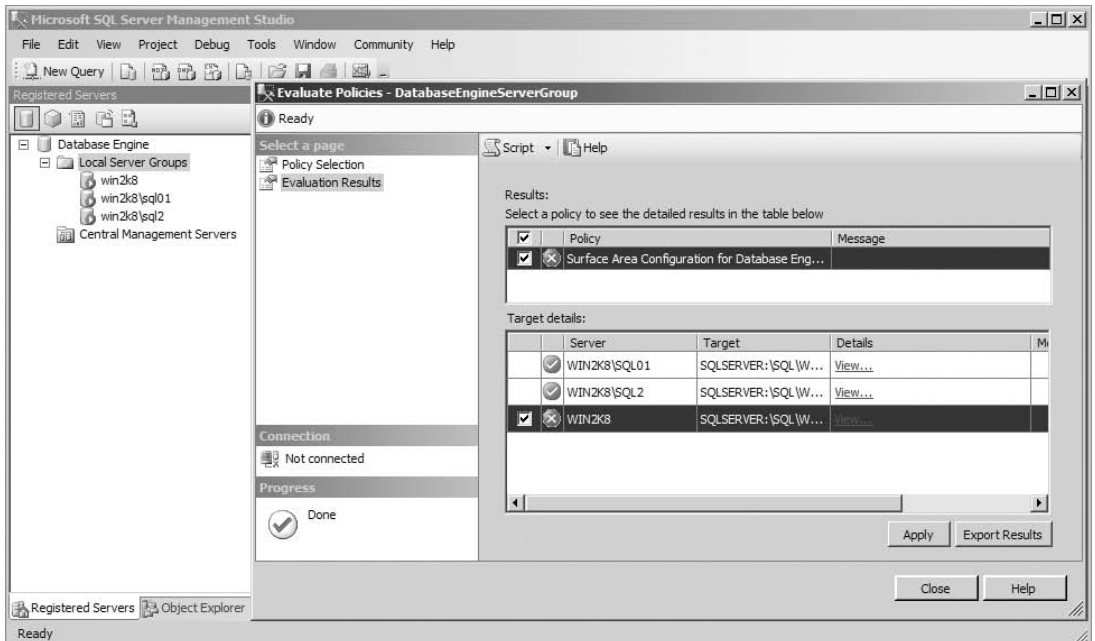 Microsoft SQL Server Management Studio
File Edit View Project Debug Tools Window Community Help
New Query
Registered Servers
Database Engine
Local Server Groups
win2k8
win2k8\sql01
win2k8\sql2
Central Management Servers
Registered Servers Object Explorer
Ready
Evaluate Policies - DatabaseEngineServerGroup
Ready
Select a page
Policy Selection
Evaluation Results
Connection
Not connected
Progress
Done
Script Help
Results:
Select a policy to see the detailed results in the table below
Policy Message
Surface Area Configuration for Database Eng...
Target details:
Server Target Details
WIN2K8\SQL01 SQLSERVER:\SQL\W... View...
WIN2K8\SQL2 SQLSERVER:\SQL\W... View...
WIN2K8 SQLSERVER:\SQL\W... View...
Apply Export Results
Close Help